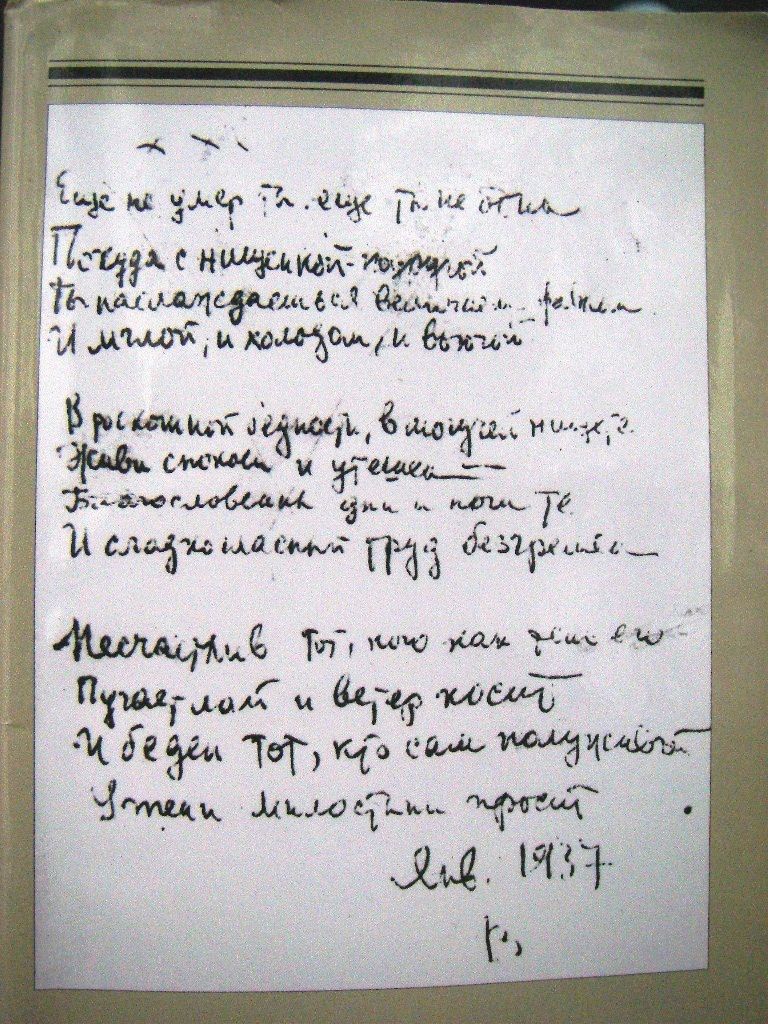 х х х
Еще не умер ты. еще ты не один
Покуда с нищенкой-подругой
Ты наслаждаешься величием равнин
И мглой, и холодом, и вьюгой

В роскошной бедности, в могучей нищете
Живи спокоен и утешен —
Благословенны дни и ночи те
И сладкогласный труд безгрешен

Несчастлив тот, кого как тень его
Пугает лай и ветер косит
И беден тот, кто сам полуживой
У тени милостыни просит
Янв. 1937